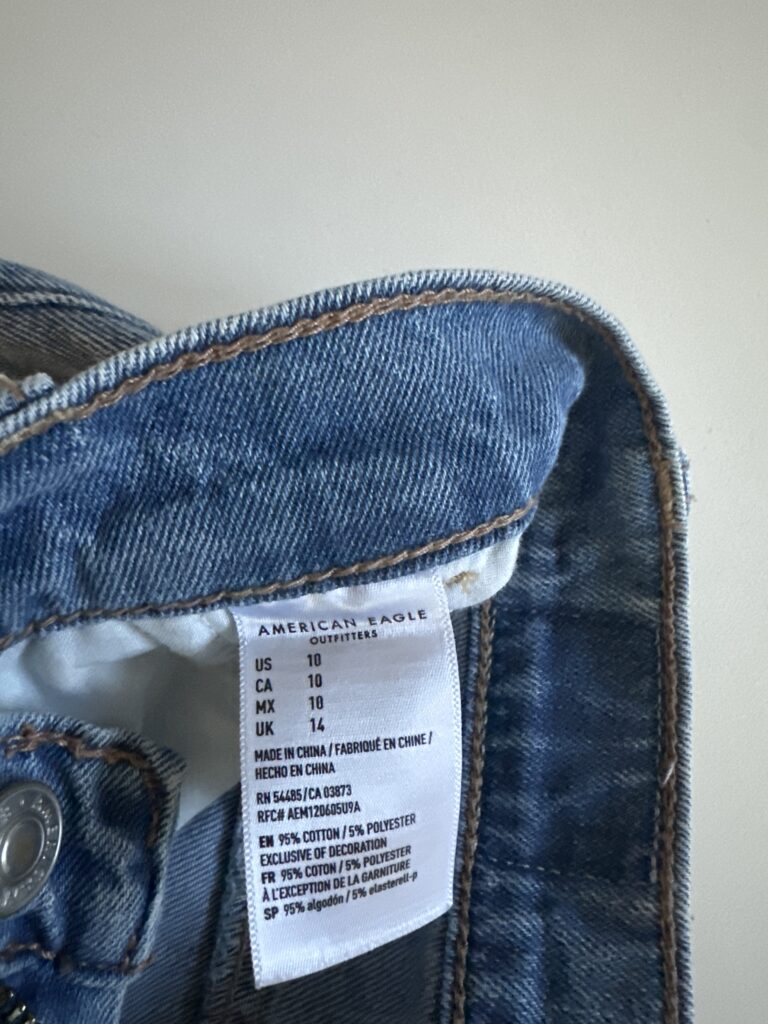 AMERICAN EAGLE
OUTFITTERS
US 10
CA 10
MX 10
UK 14
MADE IN CHINA / FABRIQUÉ EN CHINE /
HECHO EN CHINA
RN 54485/CA 03873
RFC# AEM120605U9A
EN 95% COTTON / 5% POLYESTER
EXCLUSIVE OF DECORATION
FR 95% COTON / 5% POLYESTER
À L'EXCEPTION DE LA GARNITURE
SP 95% algodón / 5% elasterell-p